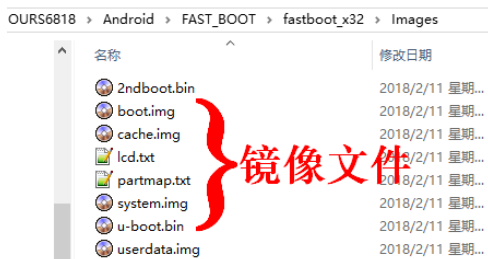 OURS6818 > Android > FAST_BOOT > fastboot_x32 > Images
名称 修改日期
2ndboot.bin 2018/2/11 星期...
boot.img 2018/2/11 星期...
cache.img 2018/2/11 星期...
lcd.txt 2018/2/11 星期...
partmap.txt 2018/2/11 星期...
system.img 2018/2/11 星期...
u-boot.bin 2018/2/11 星期...
userdata.img 2018/2/11 星期...
镜像文件